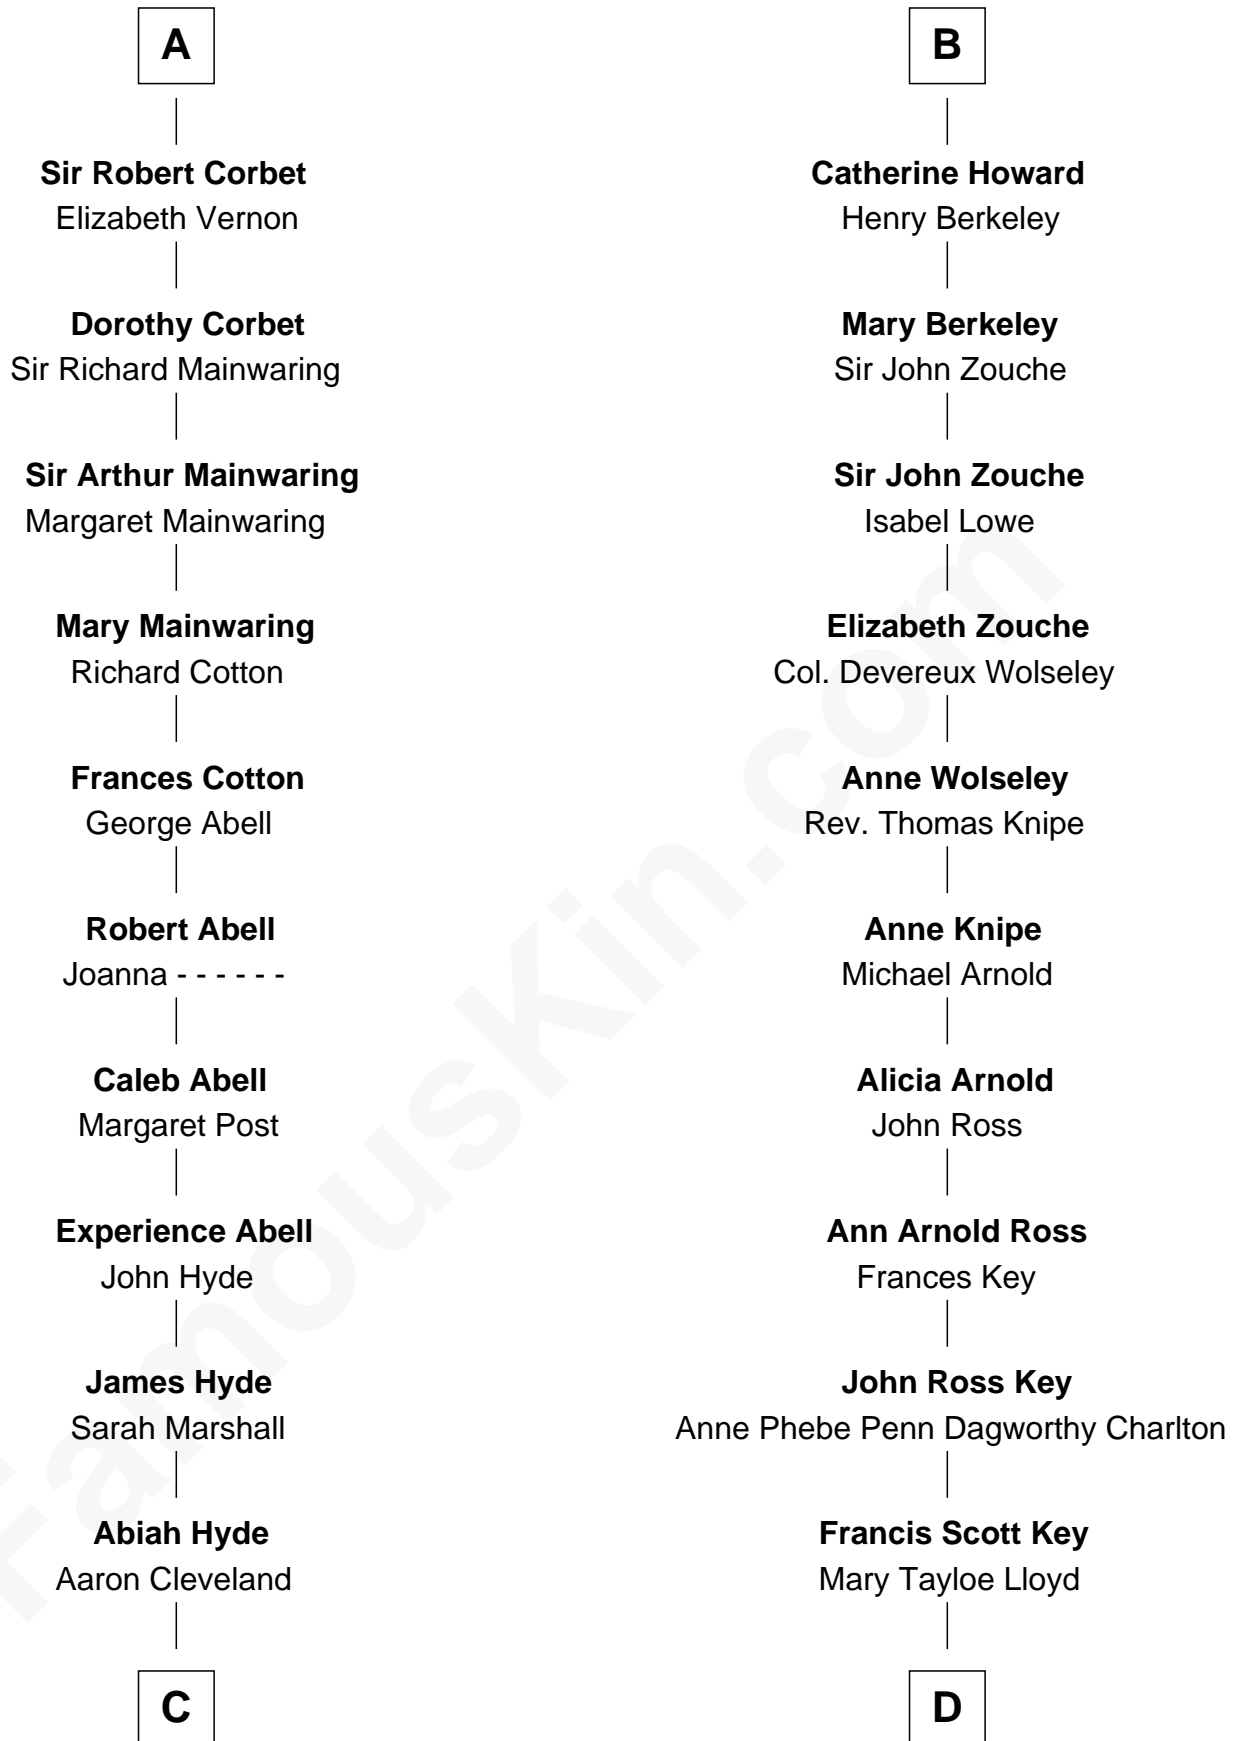 A
Sir Robert Corbet
Elizabeth Vernon
Dorothy Corbet
Sir Richard Mainwaring
Sir Arthur Mainwaring
Margaret Mainwaring
Mary Mainwaring
Richard Cotton
Frances Cotton
George Abell
Robert Abell
Joanna - - - - - -
Caleb Abell
Margaret Post
Experience Abell
John Hyde
James Hyde
Sarah Marshall
Abiah Hyde
Aaron Cleveland
C
B
Catherine Howard
Henry Berkeley
Mary Berkeley
Sir John Zouche
Sir John Zouche
Isabel Lowe
Elizabeth Zouche
Col. Devereux Wolseley
Anne Wolseley
Rev. Thomas Knipe
Anne Knipe
Michael Arnold
Alicia Arnold
John Ross
Ann Arnold Ross
Frances Key
John Ross Key
Anne Phebe Penn Dagworthy Charlton
Francis Scott Key
Mary Tayloe Lloyd
D
FamousKin.com